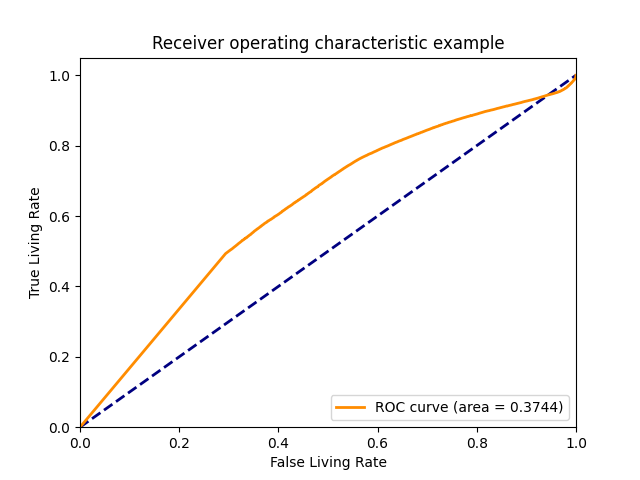 Receiver operating characteristic example
True Living Rate
1.0
0.8
0.6
0.4
0.2
0.0
ROC curve (area = 0.3744)
0.0 0.2 0.4 0.6 0.8 1.0
False Living Rate